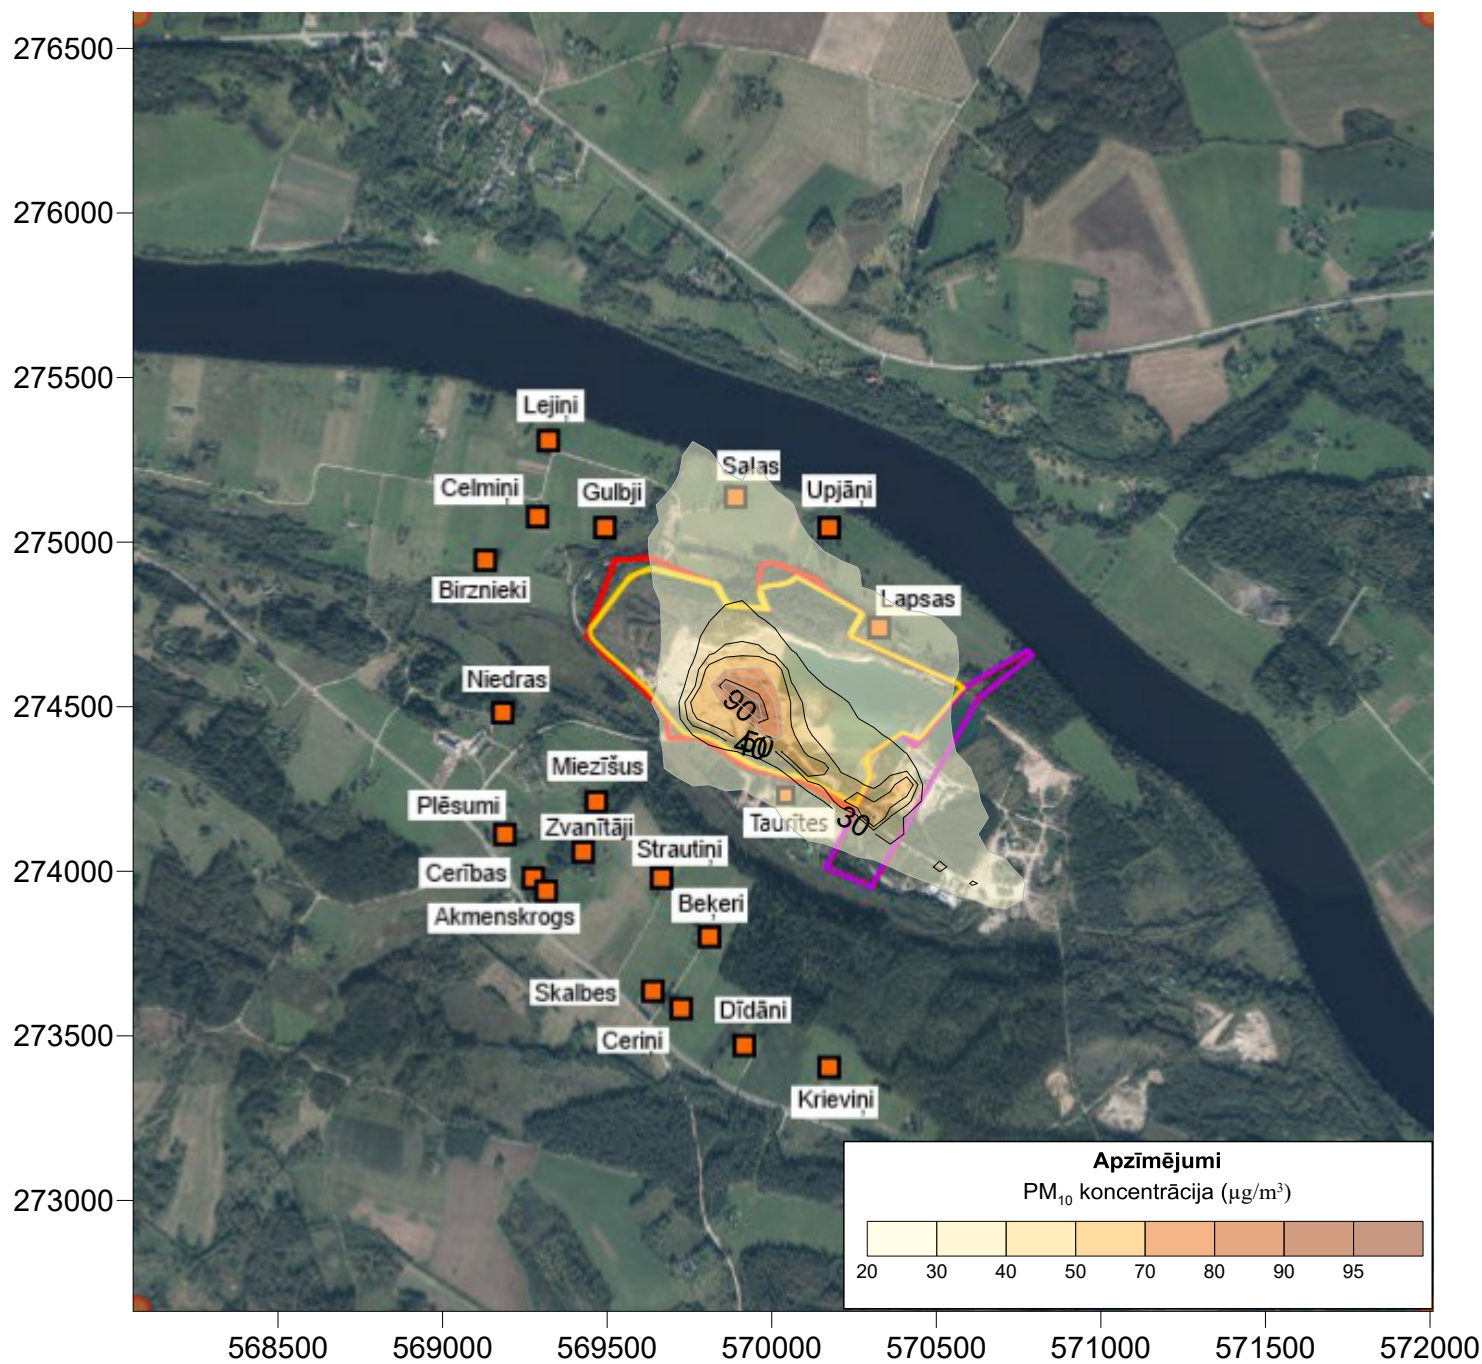 276500
276000
275500
275000
274500
274000
273500
273000
Lejiņi
Celmiņi
Gulbji
Salas
Upjāņi
Birznieki
Lapsas
Niedras
90
50
40
Miezīšus
Plēsumi
Zvanītāji
Taurītes
30
Strautiņi
Cerības
Akmenskrogs
Beķeri
Skalbes
Dīdāni
Ceriņi
Krieviņi
Apzīmējumi
PM₁₀ koncentrācija (µg/m³)
20 30 40 50 70 80 90 95
568500 569000 569500 570000 570500 571000 571500 572000